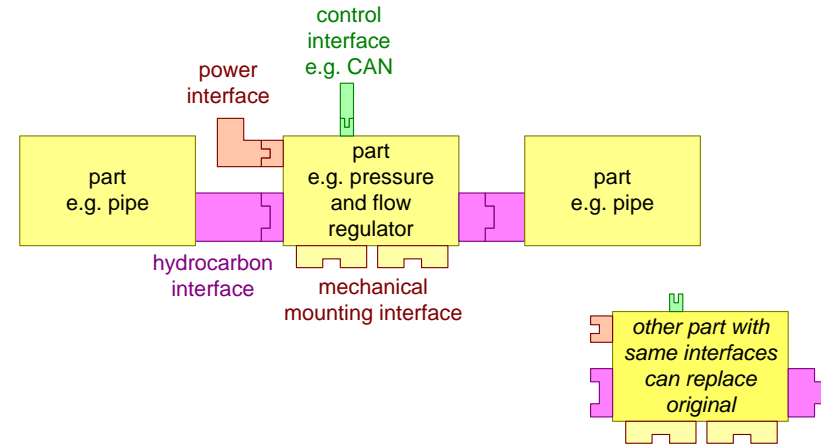 control
interface
e.g. CAN
power
interface
part
e.g. pipe
part
e.g. pressure
and flow
regulator
part
e.g. pipe
hydrocarbon
interface
mechanical
mounting interface
other part with
same interfaces
can replace
original